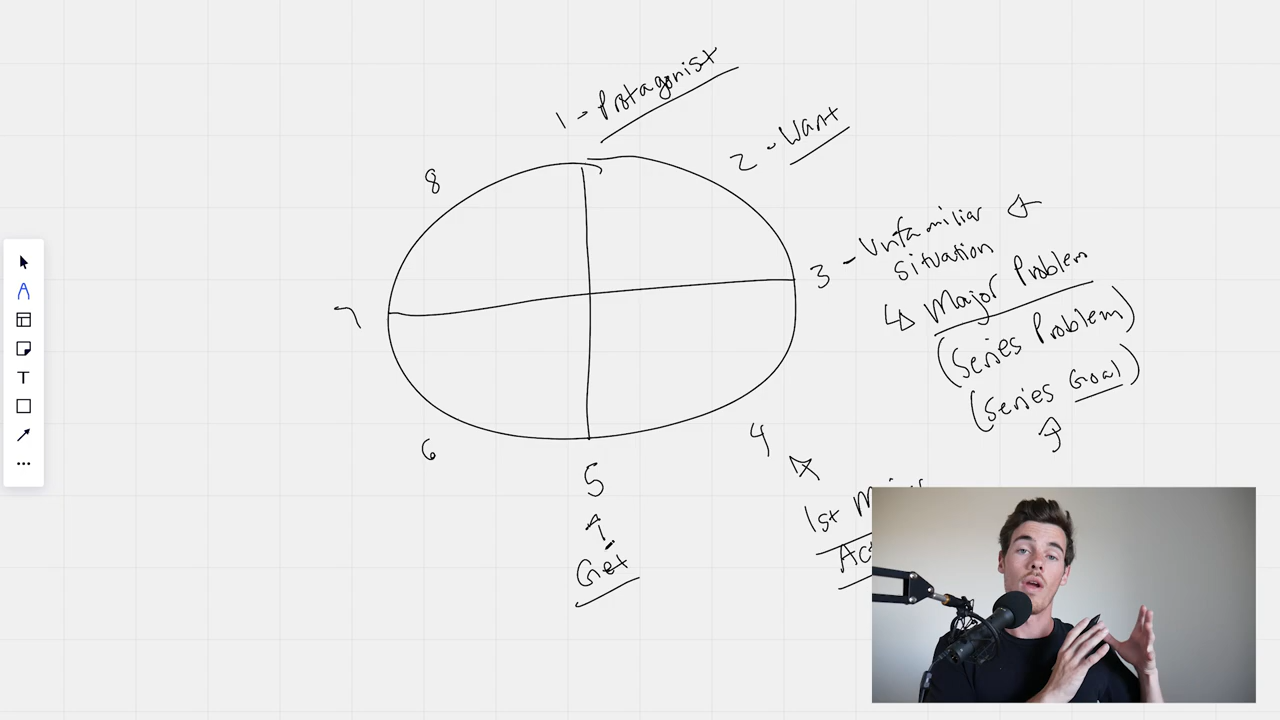 1 - Protagonist
2 - Want
3 - Unfamiliar
situation
Major Problem
(Series Problem)
(Series Goal)
4
1st
5
Get
6
7
8
T